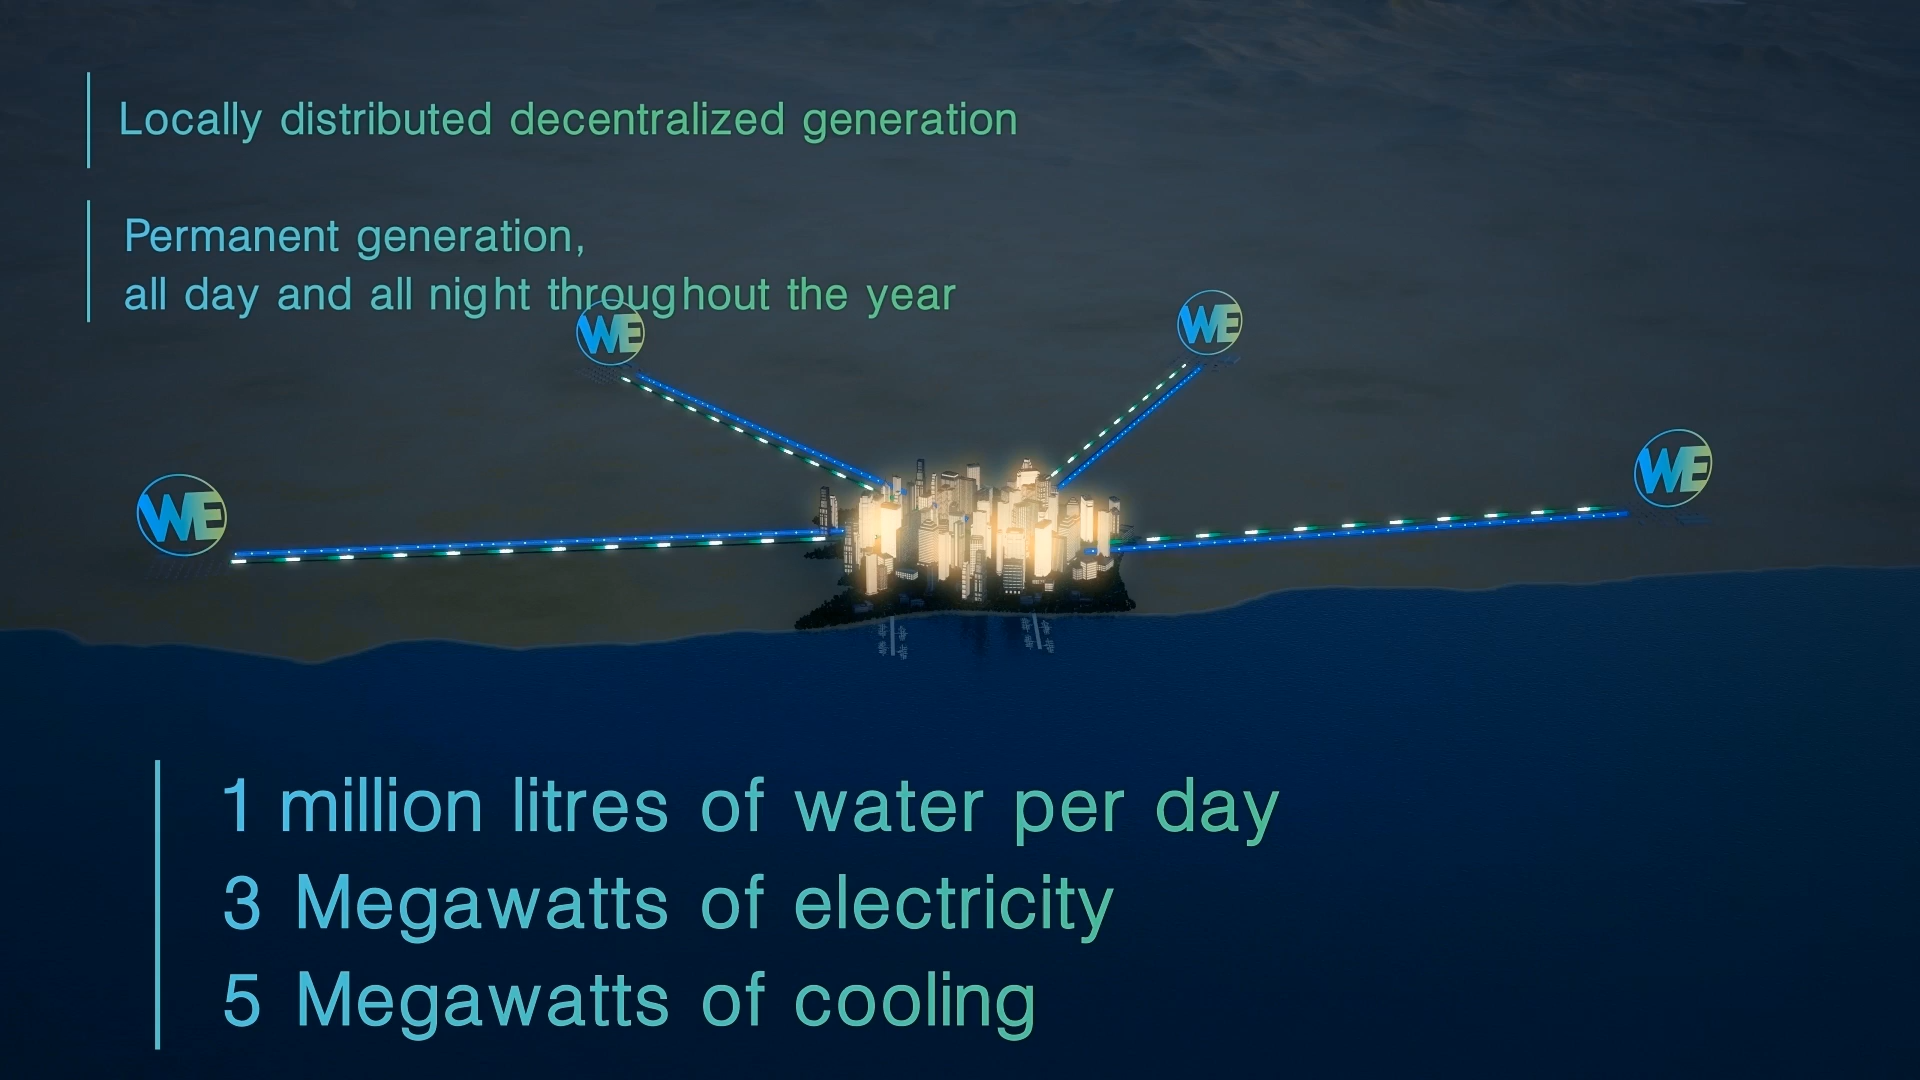 Locally distributed decentralized generation
Permanent generation,
all day and all night throughout the year
WE
WE
WE
WE
1 million litres of water per day
3 Megawatts of electricity
5 Megawatts of cooling